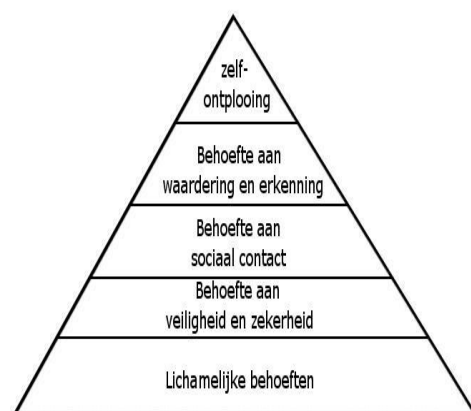 zelf-
ontplooing
Behoefte aan
waardering en erkenning
Behoefte aan
sociaal contact
Behoefte aan
veiligheid en zekerheid
Lichamelijke behoeften